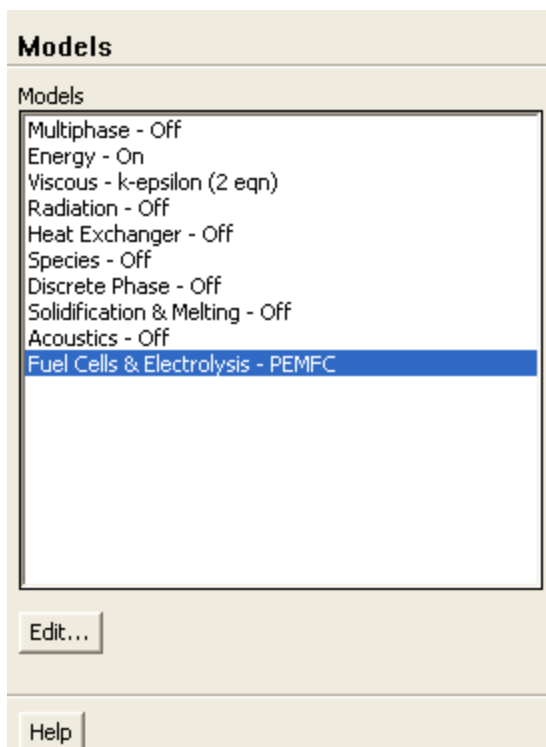 Models
Models
Multiphase - Off
Energy - On
Viscous - k-epsilon (2 eqn)
Radiation - Off
Heat Exchanger - Off
Species - Off
Discrete Phase - Off
Solidification & Melting - Off
Acoustics - Off
Fuel Cells & Electrolysis - PEMFC
Edit...
Help